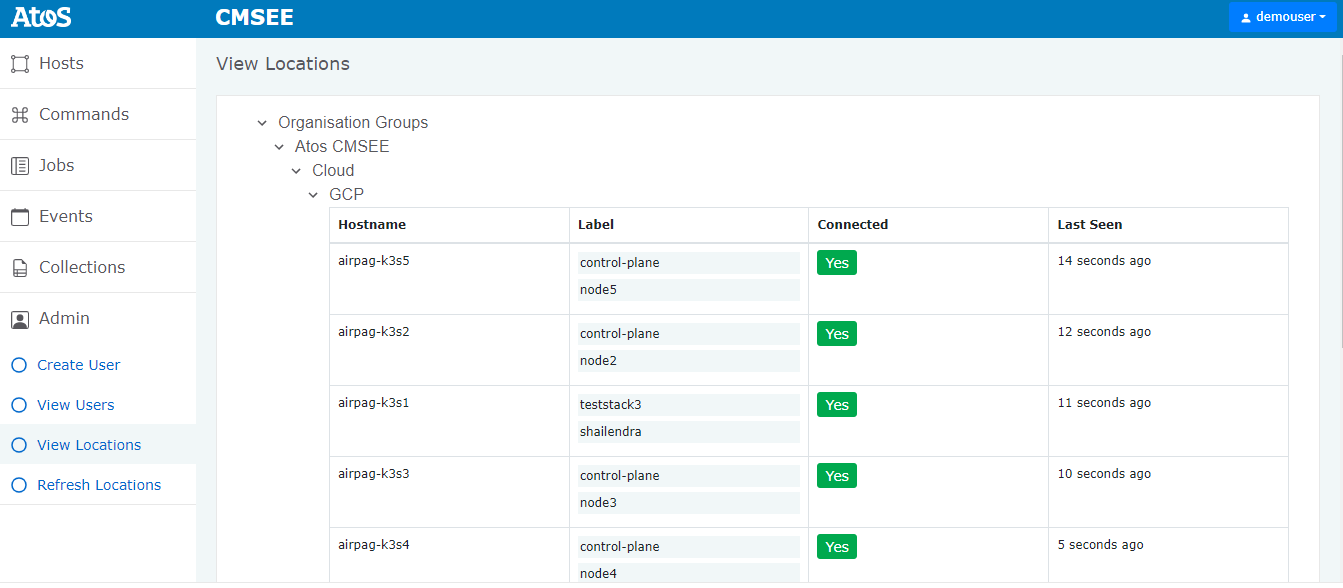 Atos
CMSEE
demouser
Hosts
Commands
Jobs
Events
Collections
Admin
Create User
View Users
View Locations
Refresh Locations
View Locations
Organisation Groups
Atos CMSEE
Cloud
GCP
Hostname Label Connected Last Seen
airpag-k3s5 control-plane Yes 14 seconds ago
node5
airpag-k3s2 control-plane Yes 12 seconds ago
node2
airpag-k3s1 teststack3 Yes 11 seconds ago
shailendra
airpag-k3s3 control-plane Yes 10 seconds ago
node3
airpag-k3s4 control-plane Yes 5 seconds ago
node4